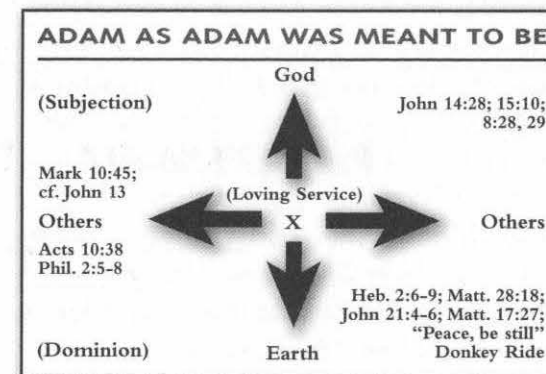 ADAM AS ADAM WAS MEANT TO BE
God
(Subjection)
John 14:28; 15:10;
8:28, 29
Mark 10:45;
cf. John 13
(Loving Service)
Others
X
Others
Acts 10:38
Phil. 2:5-8
Heb. 2:6-9; Matt. 28:18;
John 21:4-6; Matt. 17:27;
"Peace, be still"
(Dominion)
Earth
Donkey Ride